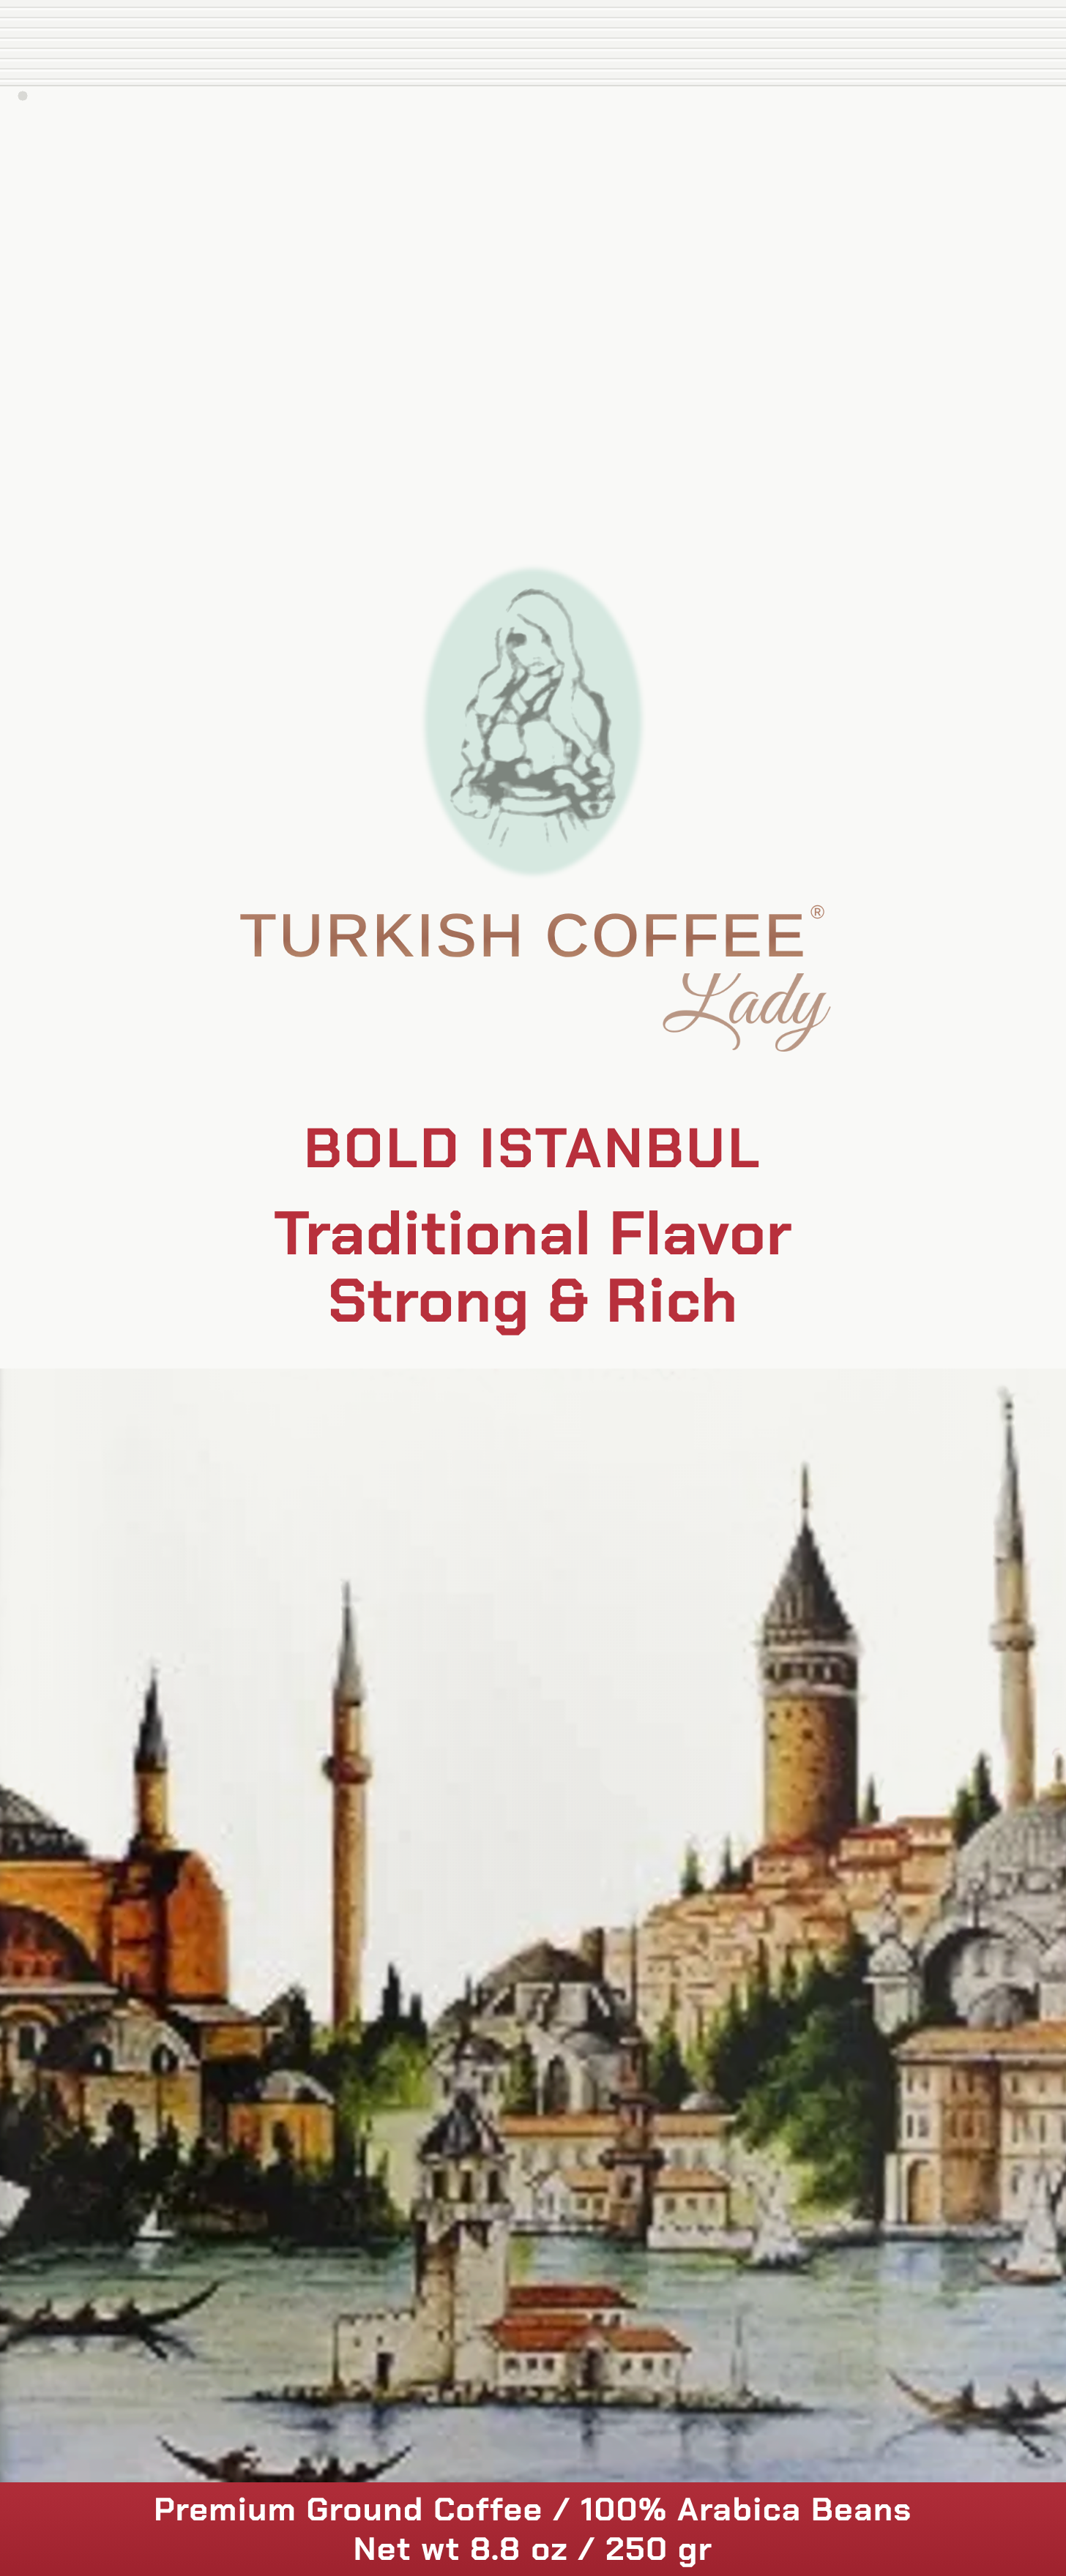 TURKISH COFFEE®
Lady
BOLD ISTANBUL
Traditional Flavor
Strong & Rich
Premium Ground Coffee / 100% Arabica Beans
Net wt 8.8 oz / 250 gr